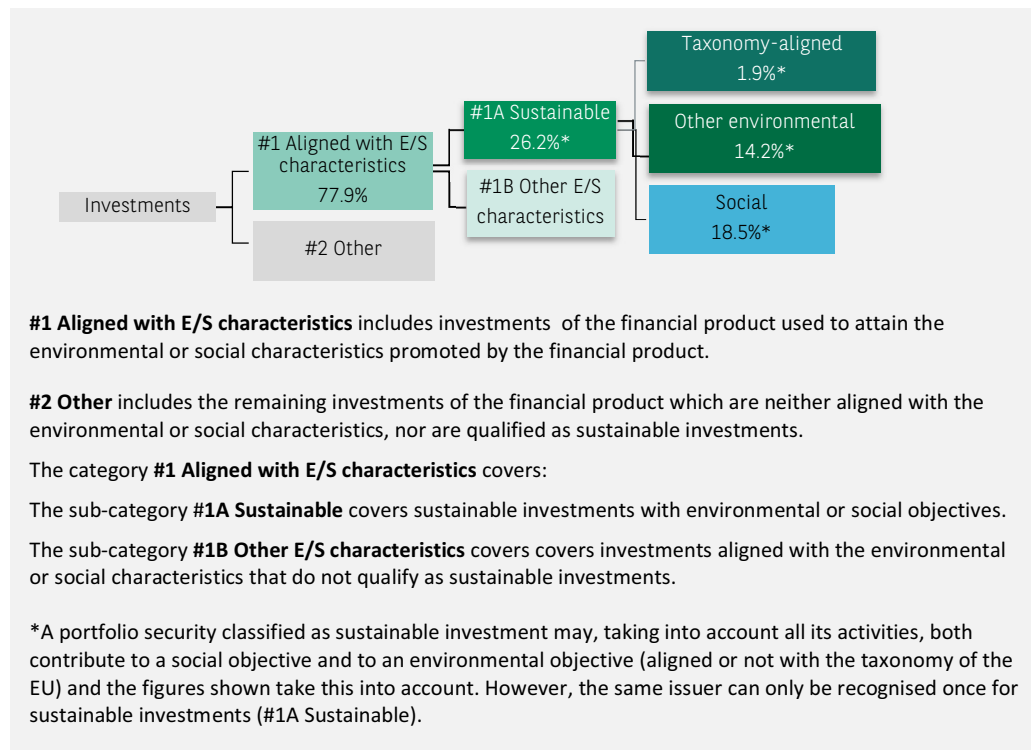 Taxonomy-aligned
1.9%*
#1A Sustainable
26.2%*
Other environmental
14.2%*
#1 Aligned with E/S
characteristics
77.9%
#1B Other E/S
characteristics
Investments
Social
18.5%*
#2 Other
#1 Aligned with E/S characteristics includes investments of the financial product used to attain the
environmental or social characteristics promoted by the financial product.
#2 Other includes the remaining investments of the financial product which are neither aligned with the
environmental or social characteristics, nor are qualified as sustainable investments.
The category #1 Aligned with E/S characteristics covers:
The sub-category #1A Sustainable covers sustainable investments with environmental or social objectives.
The sub-category #1B Other E/S characteristics covers covers investments aligned with the environmental
or social characteristics that do not qualify as sustainable investments.
*A portfolio security classified as sustainable investment may, taking into account all its activities, both
contribute to a social objective and to an environmental objective (aligned or not with the taxonomy of the
EU) and the figures shown take this into account. However, the same issuer can only be recognised once for
sustainable investments (#1A Sustainable).